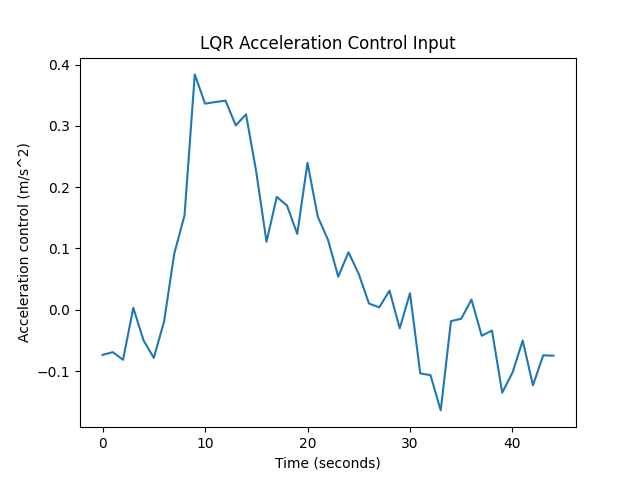 LQR Acceleration Control Input
0.4
0.3
0.2
0.1
0.0
−0.1
Acceleration control (m/s^2)
0 10 20 30 40
Time (seconds)